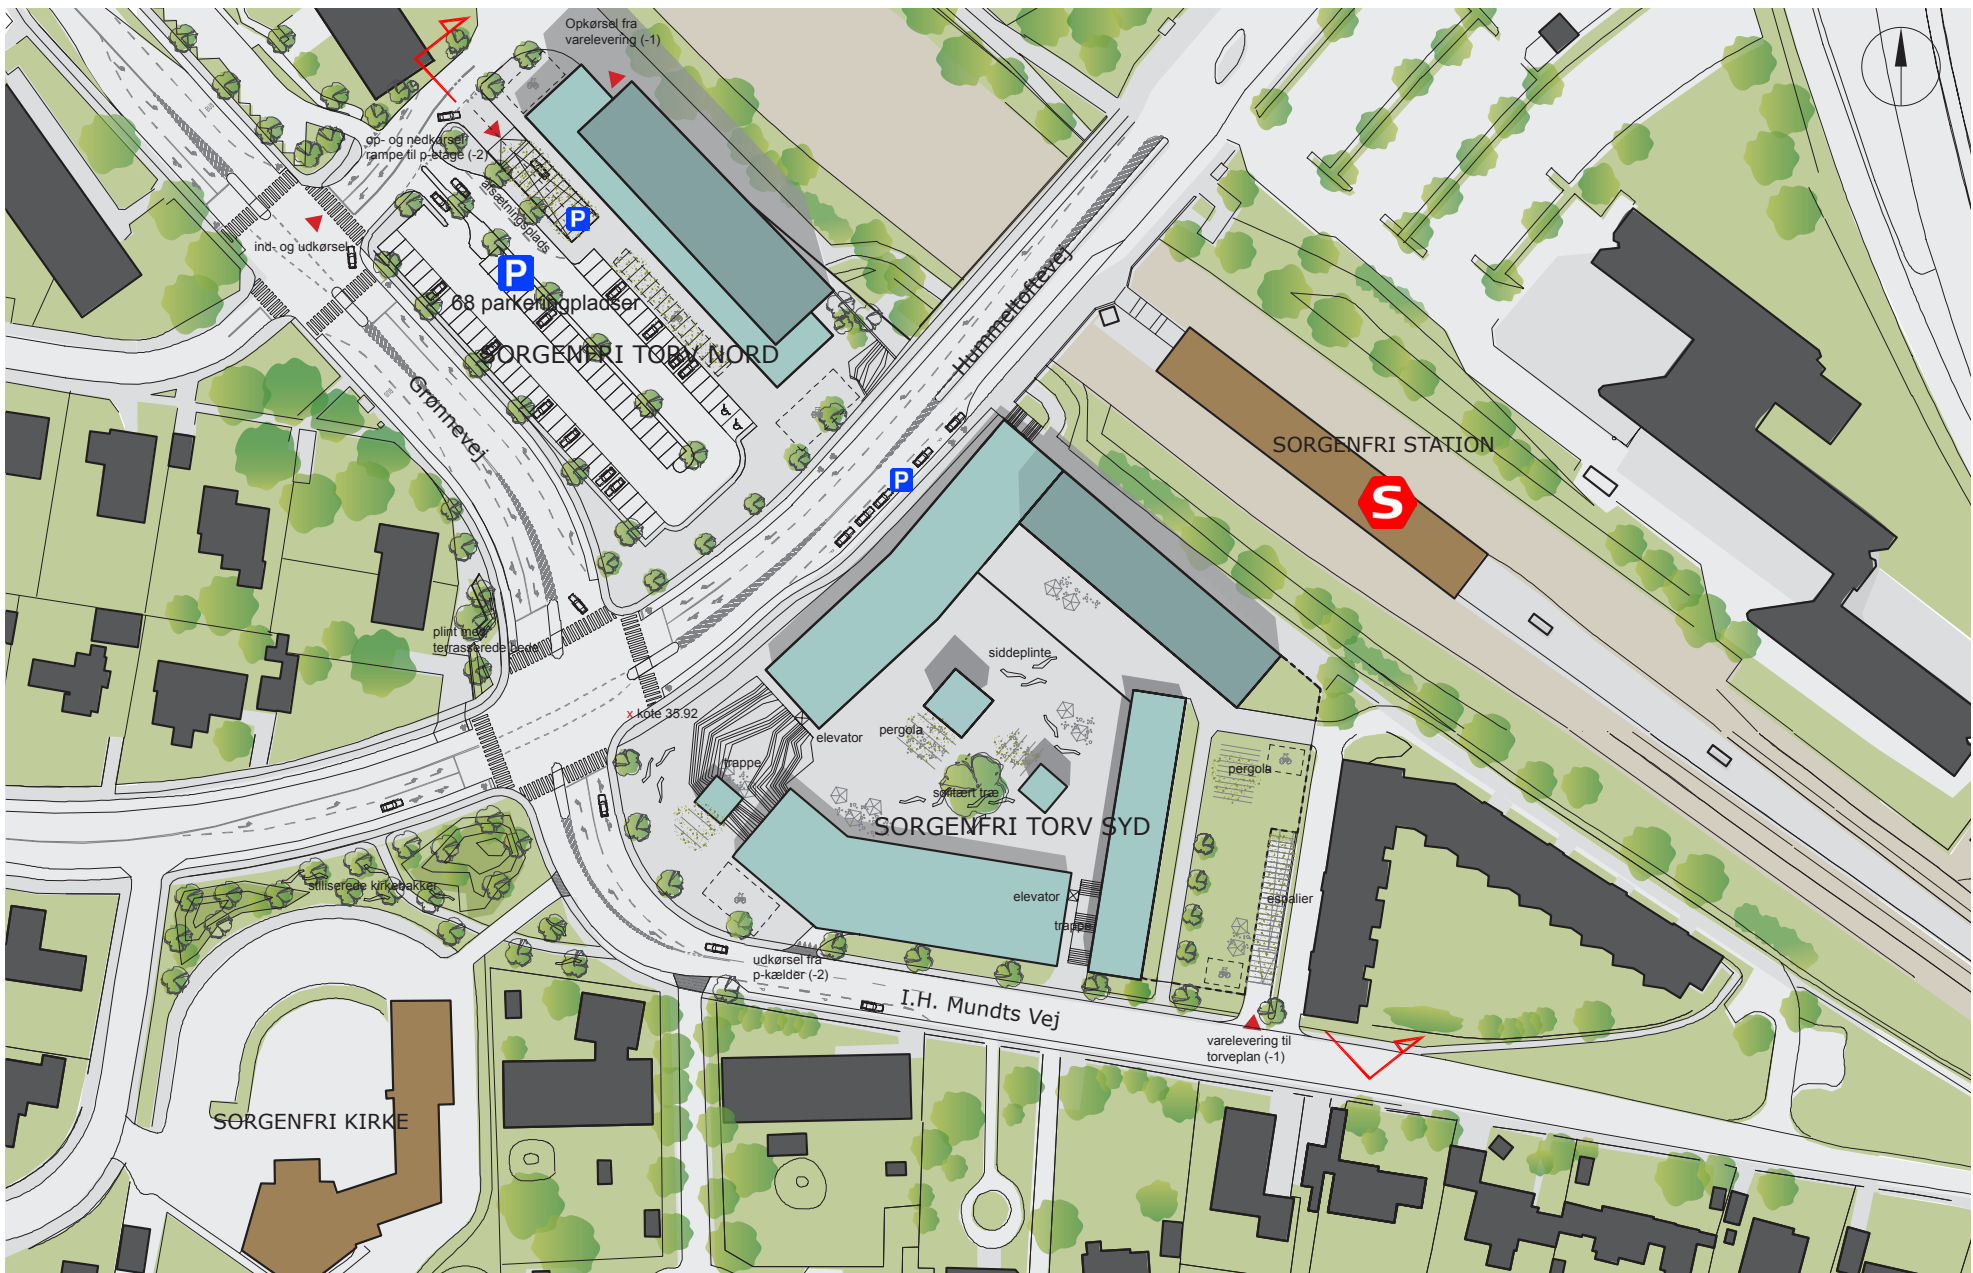 Opkørsel fra
varelevering (-1)
op- og nedkørsel
rampe til p-etage (-2)
afsætningsplads
P
ind- og udkørsel
P
68 parkeringpladser
SORGENFRI TORV NORD
Grønnevej
Hummeltoftevej
P
SORGENFRI STATION
S
plint med
terrasserede bede
siddeplinte
x kote 35.92
elevator
pergola
trappe
pergola
solitært træ
SORGENFRI TORV SYD
stiliserede kirkebakker
elevator
espalier
trappe
udkørsel fra
p-kælder (-2)
I.H. Mundts Vej
varelevering til
torveplan (-1)
SORGENFRI KIRKE